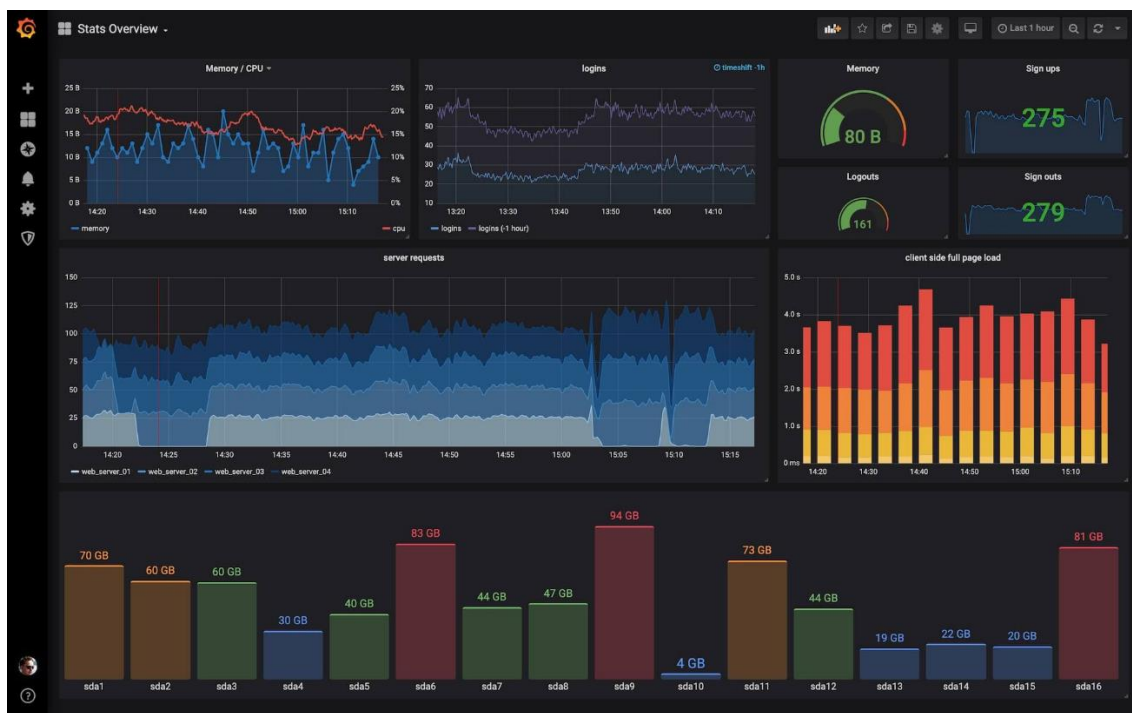 Stats Overview
Last 1 hour
Memory / CPU
25 B
20 B
15 B
10 B
5 B
0 B
25%
20%
15%
10%
5%
0%
14:20 14:30 14:40 14:50 15:00 15:10
memory cpu
logins
timeshift -1h
70
60
50
40
30
20
10
13:20 13:30 13:40 13:50 14:00 14:10
logins logins (-1 hour)
Memory
80 B
Sign ups
275
Logouts
161
Sign outs
279
server requests
150
125
100
75
50
25
0
14:20 14:25 14:30 14:35 14:40 14:45 14:50 14:55 15:00 15:05 15:10 15:15
web_server_01 web_server_02 web_server_03 web_server_04
client side full page load
5.0 s
4.0 s
3.0 s
2.0 s
1.0 s
0 ms
14:20 14:30 14:40 14:50 15:00 15:10
70 GB 60 GB 60 GB 30 GB 40 GB 83 GB 44 GB 47 GB 94 GB 4 GB 73 GB 44 GB 19 GB 22 GB 20 GB 81 GB
sda1 sda2 sda3 sda4 sda5 sda6 sda7 sda8 sda9 sda10 sda11 sda12 sda13 sda14 sda15 sda16